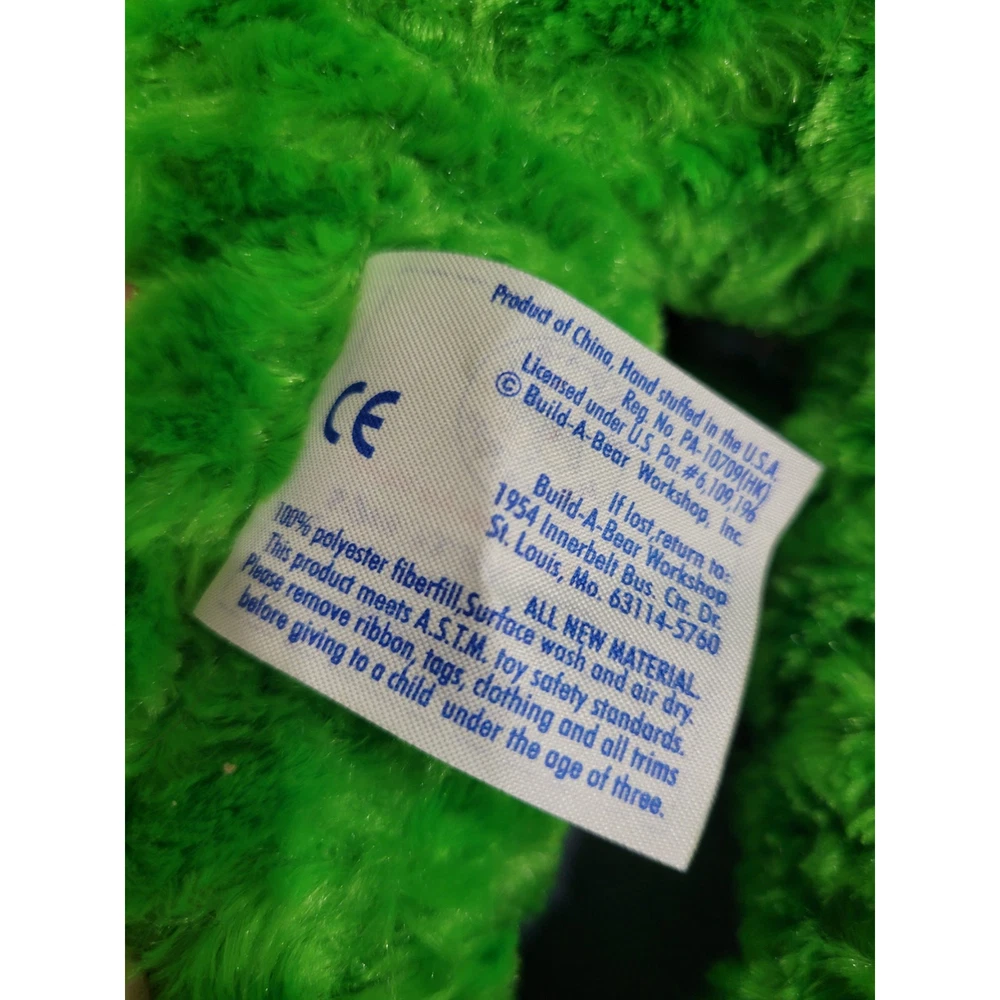 Product of China, Hand stuffed in the U.S.A.
Reg. No. PA-10709(HK)
Licensed under U.S. Pat #6,109,196
© Build-A-Bear Workshop, Inc.
If lost,return to:
Build-A-Bear Workshop
1954 Innerbelt Bus. Ctr. Dr.
St. Louis, Mo. 63114-5760
CE
ALL NEW MATERIAL.
100% polyester fiberfill,Surface wash and air dry.
This product meets A.S.T.M. toy safety standards.
Please remove ribbon, tags, clothing and all trims
before giving to a child under the age of three.